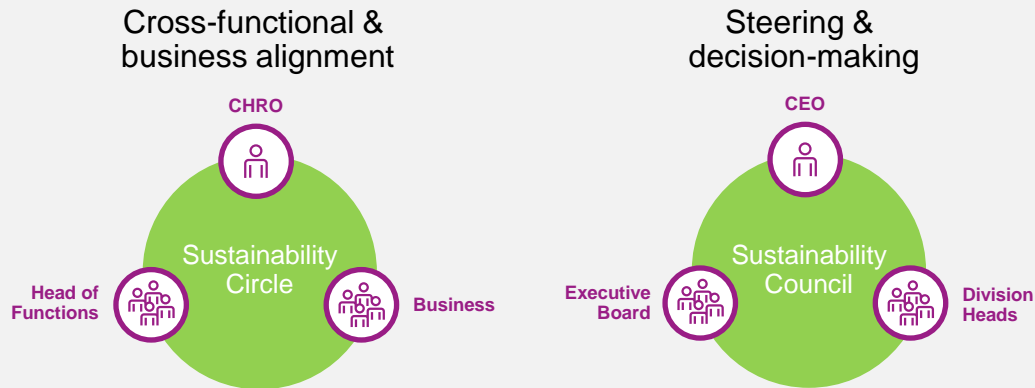 Cross-functional &
business alignment
CHRO
Sustainability
Circle
Head of
Functions
Business
Steering &
decision-making
CEO
Sustainability
Council
Executive
Board
Division
Heads